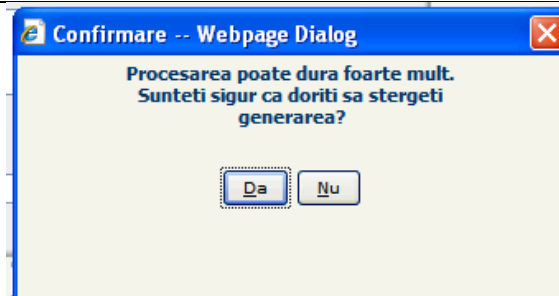 Confirmare -- Webpage Dialog
Procesarea poate dura foarte mult.
Sunteti sigur ca doriti sa stergeti
generarea?
Da Nu